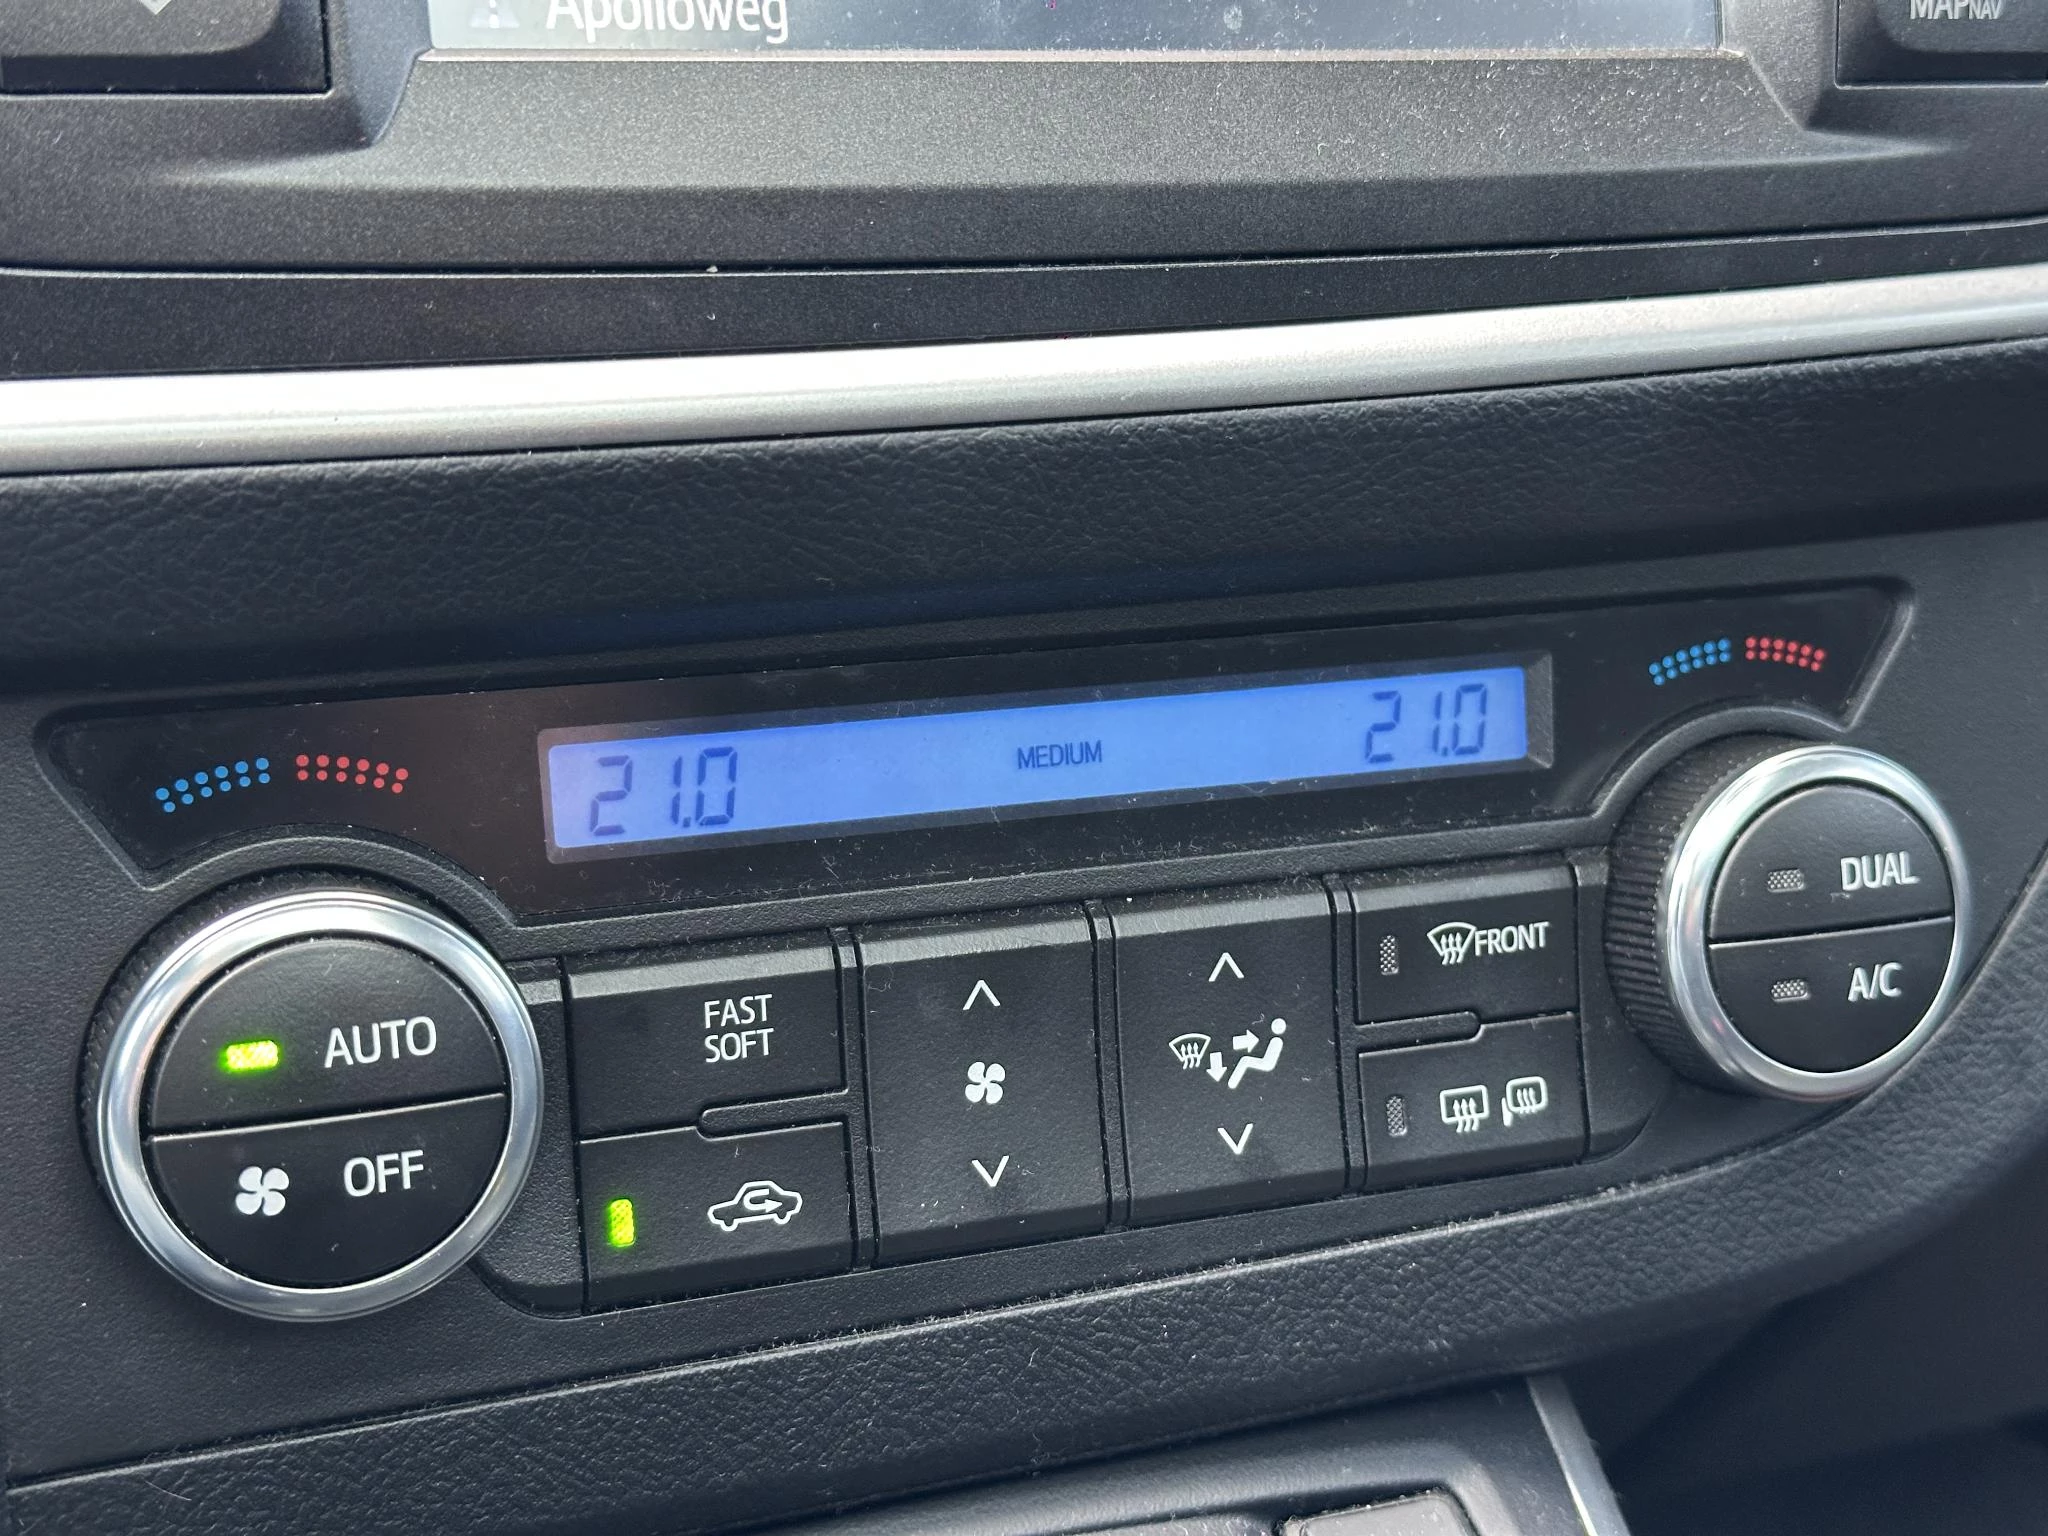 Apolloweg
MAPNAV
21.0 MEDIUM 21.0
AUTO
OFF
FAST
SOFT
FRONT
DUAL
A/C